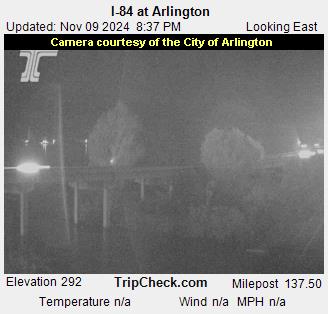 I-84 at Arlington
Updated: Nov 09 2024 8:37 PM Looking East
Camera courtesy of the City of Arlington
Elevation 292 TripCheck.com Milepost 137.50
Temperature n/a Wind n/a MPH n/a